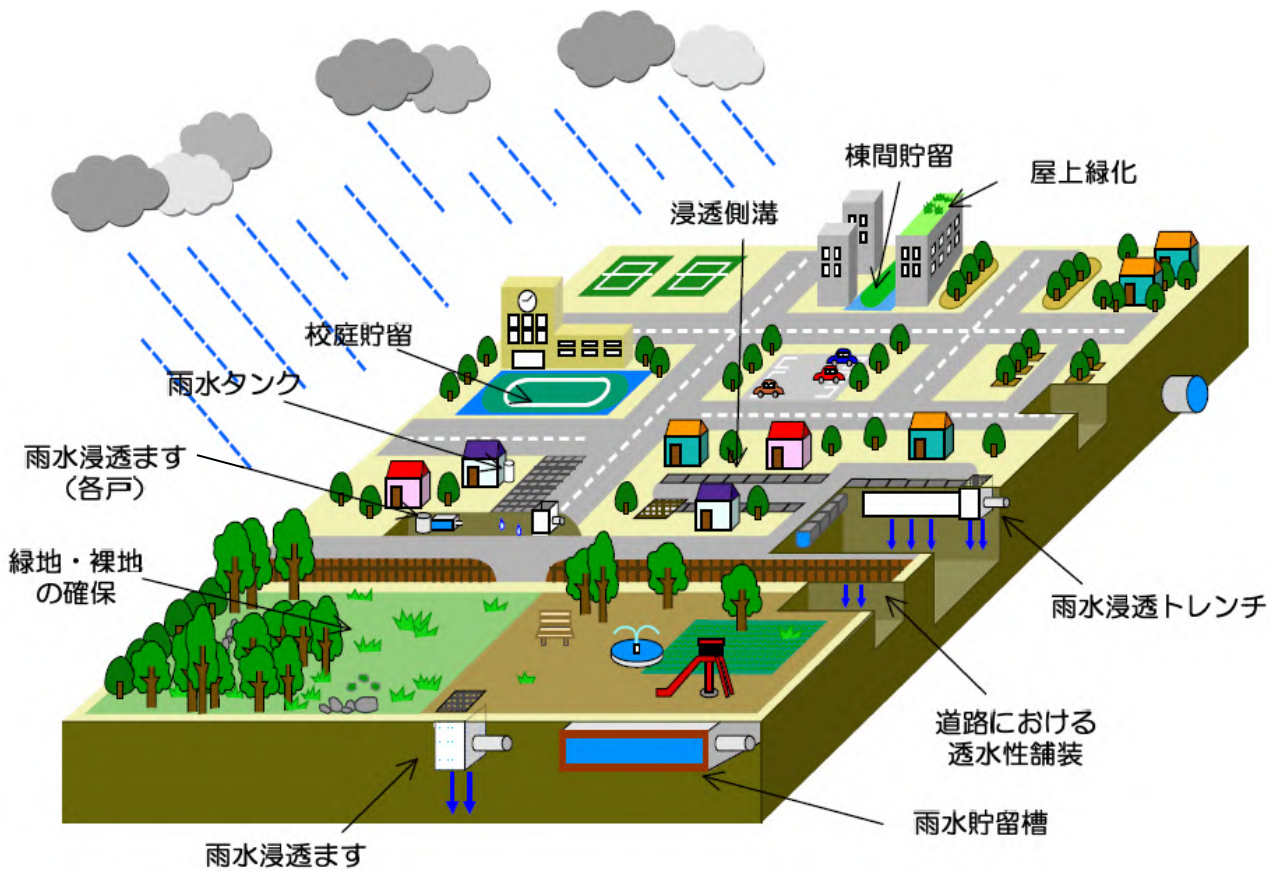 棟間貯留
屋上緑化
浸透側溝
校庭貯留
雨水タンク
雨水浸透ます
（各戸）
緑地・裸地
の確保
雨水浸透トレンチ
道路における
透水性舗装
雨水貯留槽
雨水浸透ます